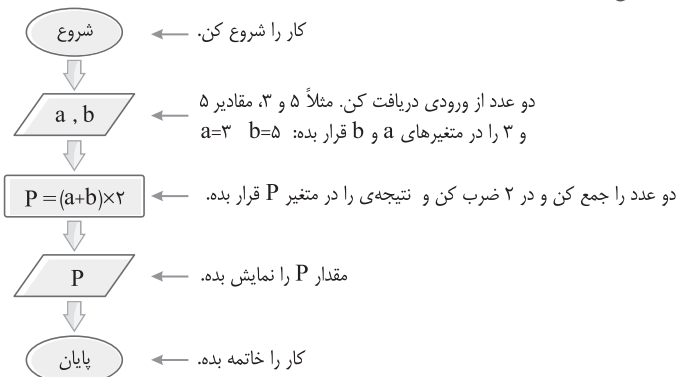 شروع
کار را شروع کن.
a , b
دو عدد از ورودی دریافت کن. مثلاً ۵ و ۳، مقادیر ۵
و ۳ را در متغیرهای a و b قرار بده: a=۳ b=۵
P =(a+b)×۲
دو عدد را جمع کن و در ۲ ضرب کن و نتیجه‌ی را در متغیر P قرار بده.
P
مقدار P را نمایش بده.
پایان
کار را خاتمه بده.